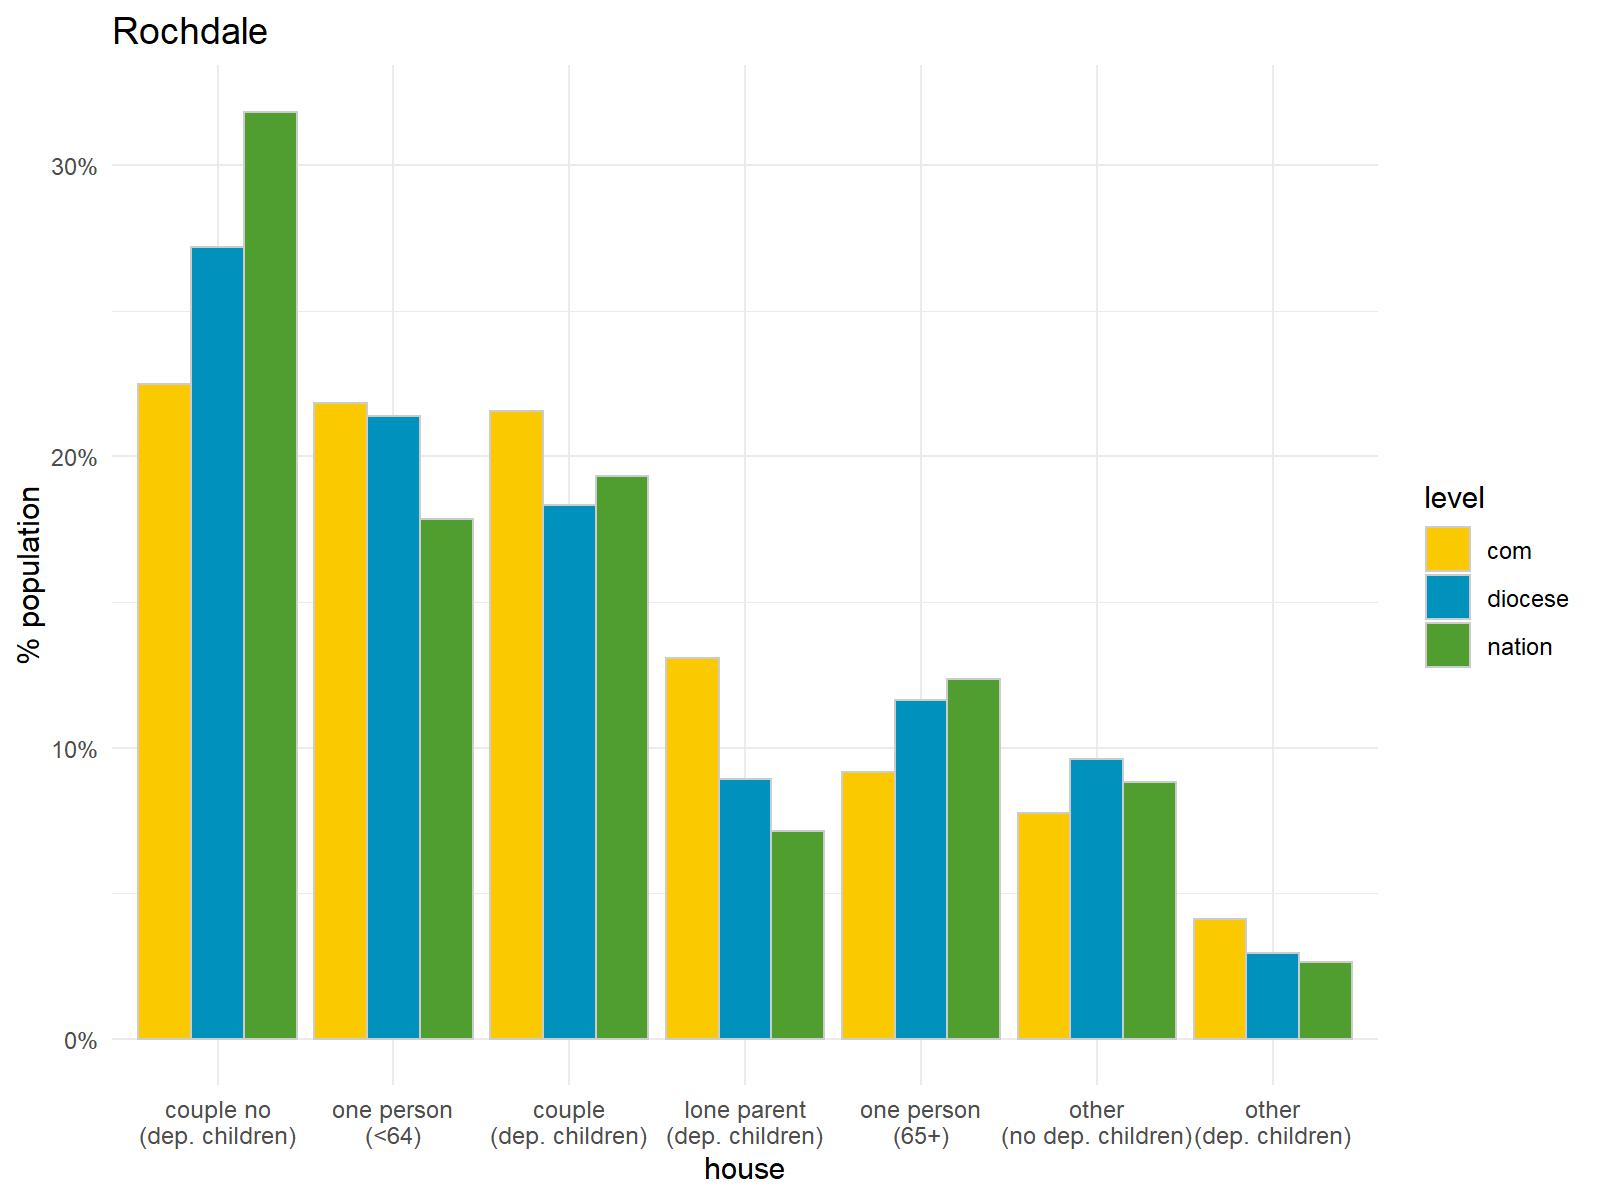 Rochdale
30%
20%
10%
0%
% population
couple no
(dep. children)
one person
(<64)
couple
(dep. children)
lone parent
(dep. children)
one person
(65+)
other
(no dep. children)
other
(dep. children)
house
level
com
diocese
nation